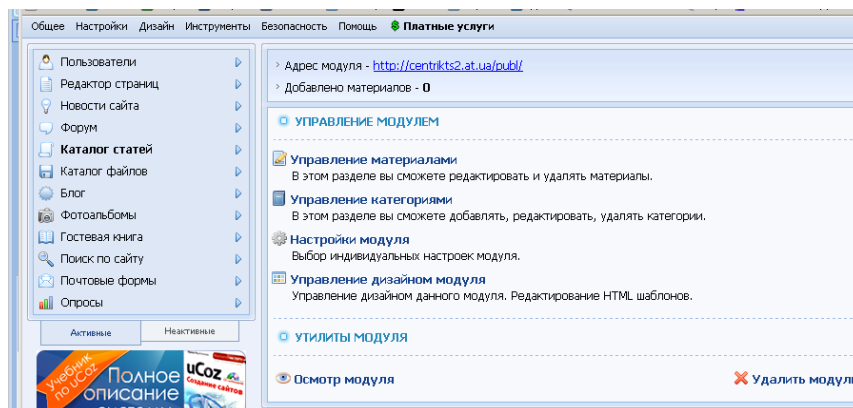 Общее Настройки Дизайн Инструменты Безопасность Помощь $ Платные услуги
Пользователи
Редактор страниц
Новости сайта
Форум
Каталог статей
Каталог файлов
Блог
Фотоальбомы
Гостевая книга
Поиск по сайту
Почтовые формы
Опросы
Активные Неактивные
Учебник по uCoz
Полное
описание
uCoz
Создание сайтов
Адрес модуля - http://centrikts2.at.ua/publ/
Добавлено материалов - 0
УПРАВЛЕНИЕ МОДУЛЕМ
Управление материалами
В этом разделе вы сможете редактировать и удалять материалы.
Управление категориями
В этом разделе вы сможете добавлять, редактировать, удалять категории.
Настройки модуля
Выбор индивидуальных настроек модуля.
Управление дизайном модуля
Управление дизайном данного модуля. Редактирование HTML шаблонов.
УТИЛИТЫ МОДУЛЯ
Осмотр модуля
Удалить модуль